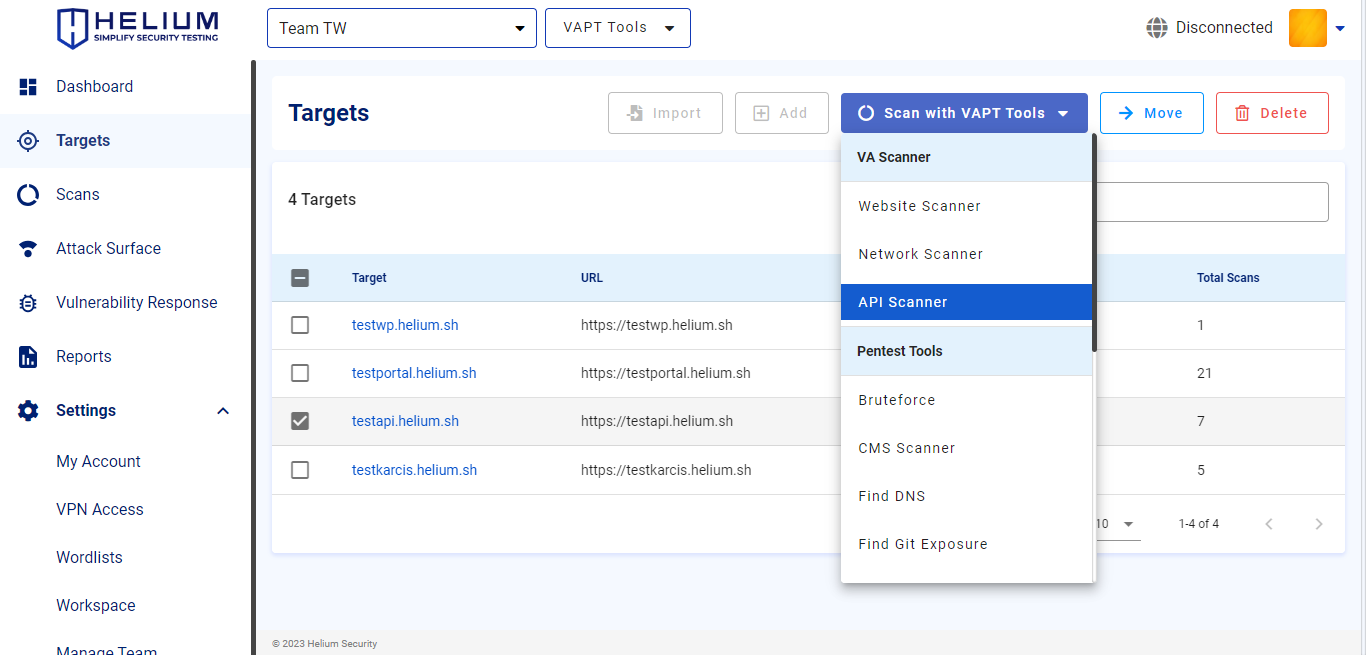 HELIUM
SIMPLIFY SECURITY TESTING
Team TW
VAPT Tools
Disconnected
Dashboard
Targets
Scans
Attack Surface
Vulnerability Response
Reports
Settings
My Account
VPN Access
Wordlists
Workspace
Manage Team
Targets
Import
Add
Scan with VAPT Tools
Move
Delete
4 Targets
Target URL Total Scans
testwp.helium.sh https://testwp.helium.sh 1
testportal.helium.sh https://testportal.helium.sh 21
testapi.helium.sh https://testapi.helium.sh 7
testkarcis.helium.sh https://testkarcis.helium.sh 5
10 1-4 of 4
VA Scanner
Website Scanner
Network Scanner
API Scanner
Pentest Tools
Bruteforce
CMS Scanner
Find DNS
Find Git Exposure
© 2023 Helium Security